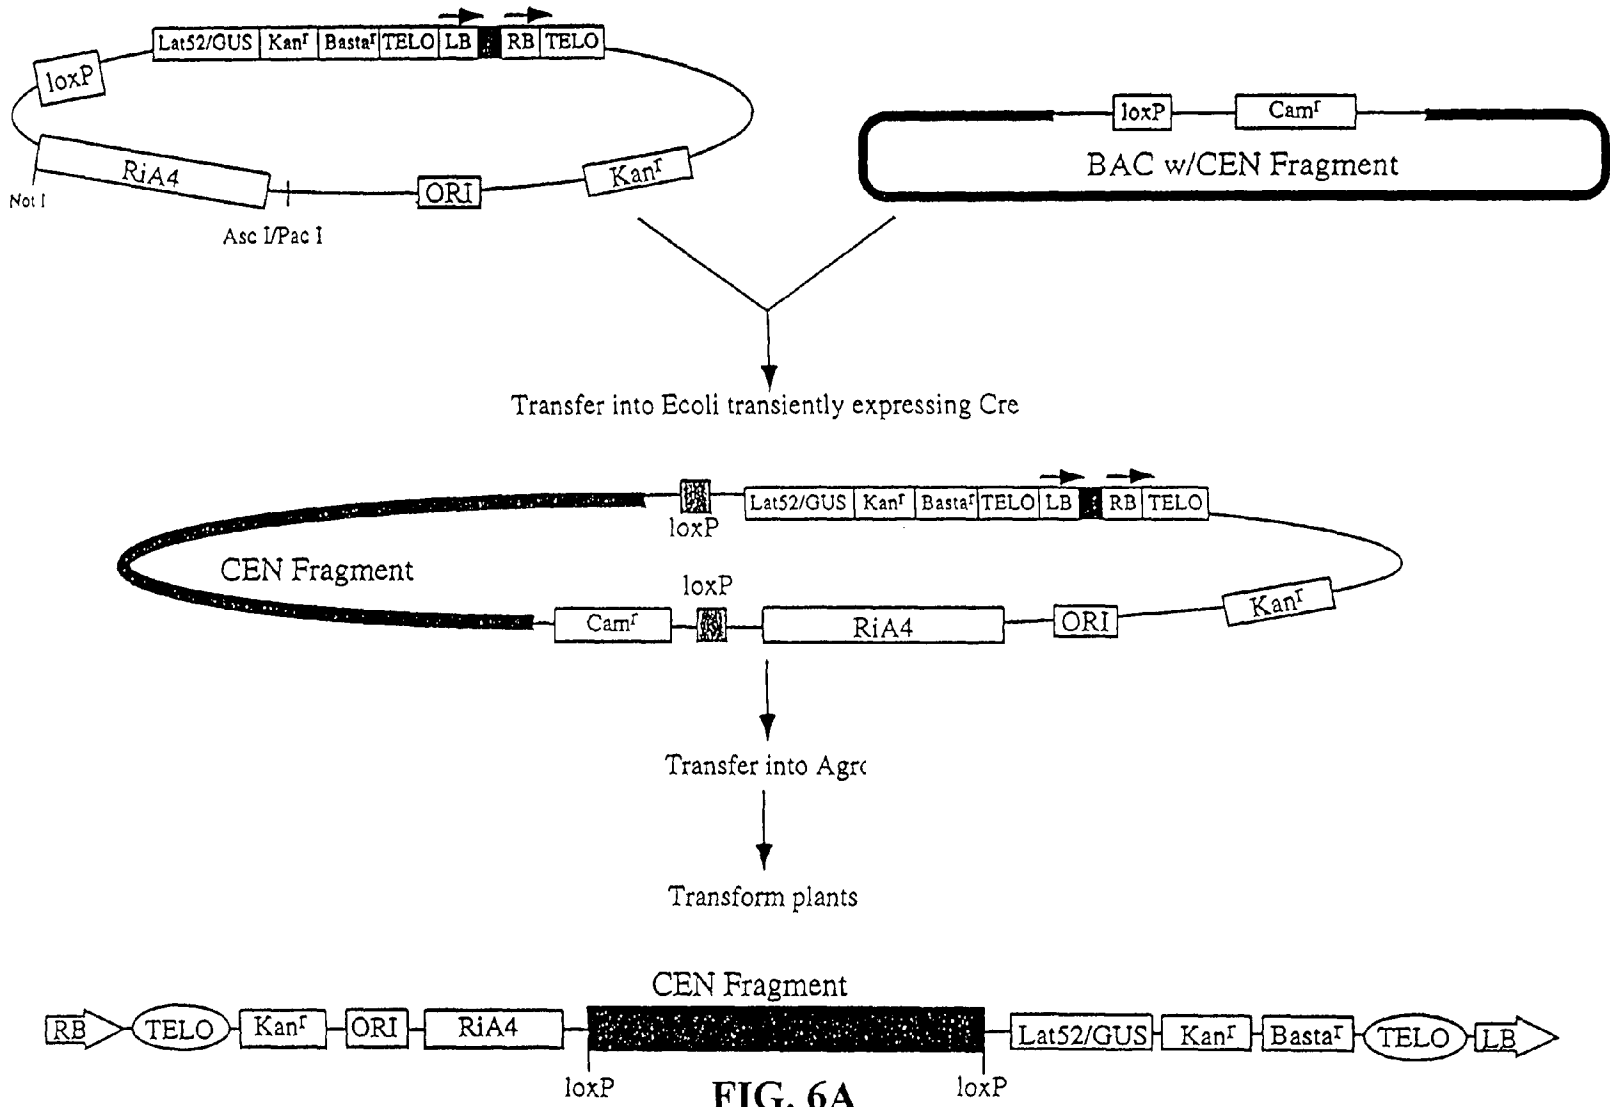 Lat52/GUS Kanʳ Bastaʳ TELO LB RB TELO
loxP
RiA4
Not I
Asc I/Pac I
ORI
Kanʳ
loxP
Camʳ
BAC w/CEN Fragment
Transfer into Ecoli transiently expressing Cre
loxP
Lat52/GUS Kanʳ Bastaʳ TELO LB RB TELO
CEN Fragment
loxP
Camʳ
RiA4
ORI
Kanʳ
Transfer into Agrc
Transform plants
CEN Fragment
RB TELO Kanʳ ORI RiA4 Lat52/GUS Kanʳ Bastaʳ TELO LB
loxP loxP
FIG. 6A